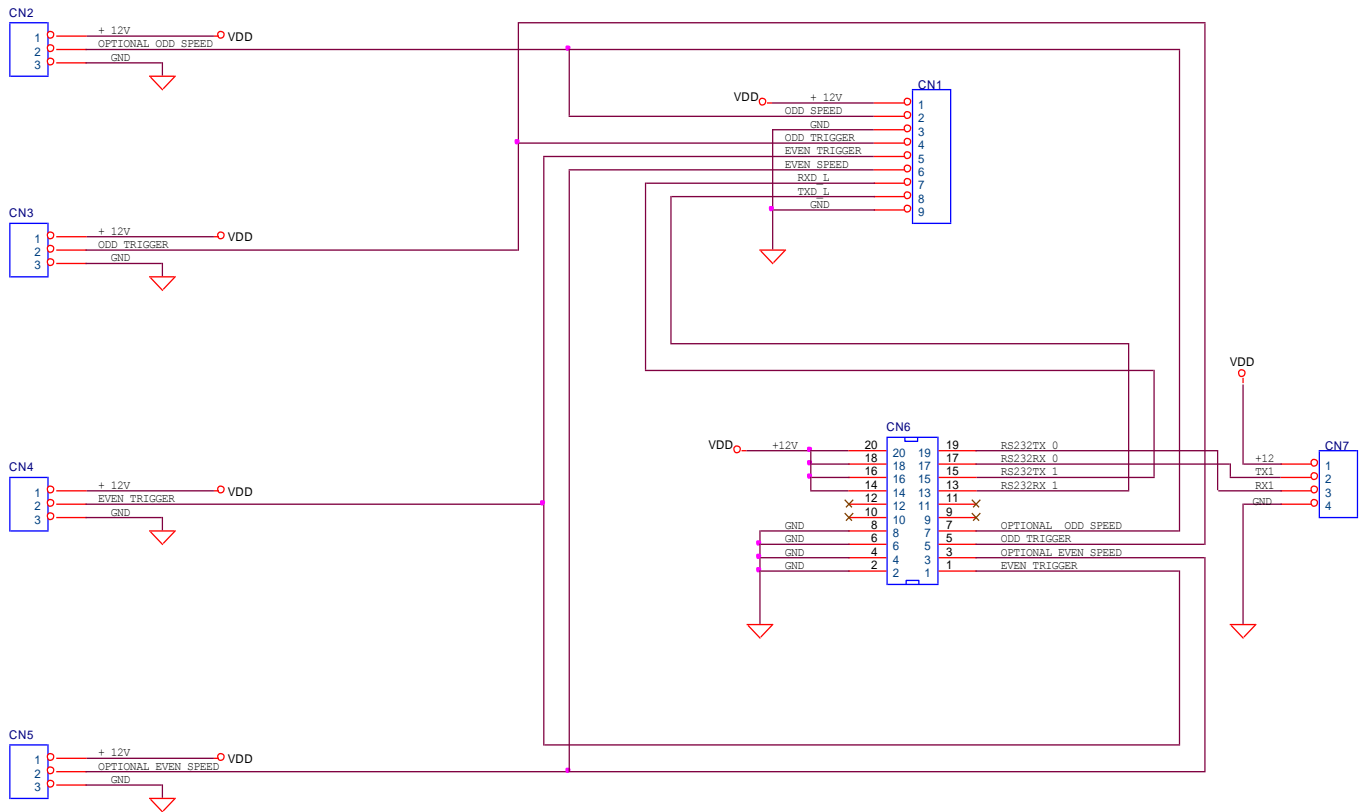 CN2
1 + 12V VDD
2 OPTIONAL ODD SPEED
3 GND
CN1
VDD + 12V 1
ODD SPEED 2
GND 3
ODD TRIGGER 4
EVEN TRIGGER 5
EVEN SPEED 6
RXD_L 7
TXD_L 8
GND 9
CN3
1 + 12V VDD
2 ODD TRIGGER
3 GND
CN4
1 + 12V VDD
2 EVEN TRIGGER
3 GND
CN6
VDD +12V 20 20 19 19 RS232TX 0
18 18 17 17 RS232RX 0
16 16 15 15 RS232TX 1
14 14 13 13 RS232RX 1
12 12 11 11
10 10 9 9
GND 8 8 7 7 OPTIONAL ODD SPEED
GND 6 6 5 5 ODD TRIGGER
GND 4 4 3 3 OPTIONAL EVEN SPEED
GND 2 2 1 1 EVEN TRIGGER
VDD
CN7
+12 1
TX1 2
RX1 3
GND 4
CN5
1 + 12V VDD
2 OPTIONAL EVEN SPEED
3 GND